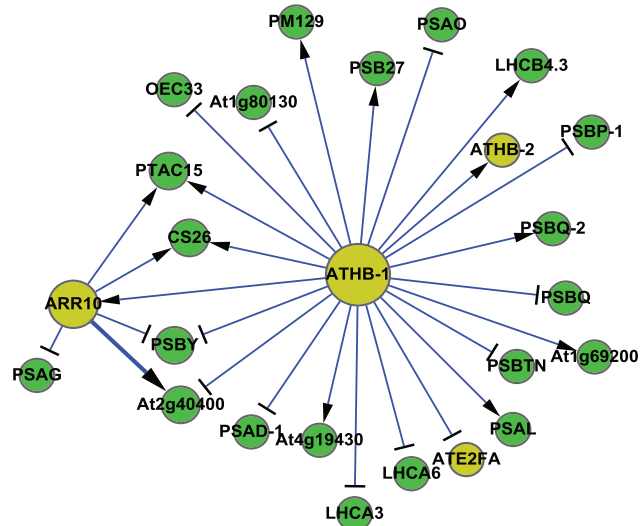 PM129
PSAO
PSB27
LHCB4.3
OEC33
At1g80130
PSBP-1
ATHB-2
PTAC15
PSBQ-2
CS26
ATHB-1
PSBQ
ARR10
PSBY
At1g69200
PSBTN
PSAG
At2g40400
PSAL
PSAD-1
At4g19430
ATE2FA
LHCA6
LHCA3